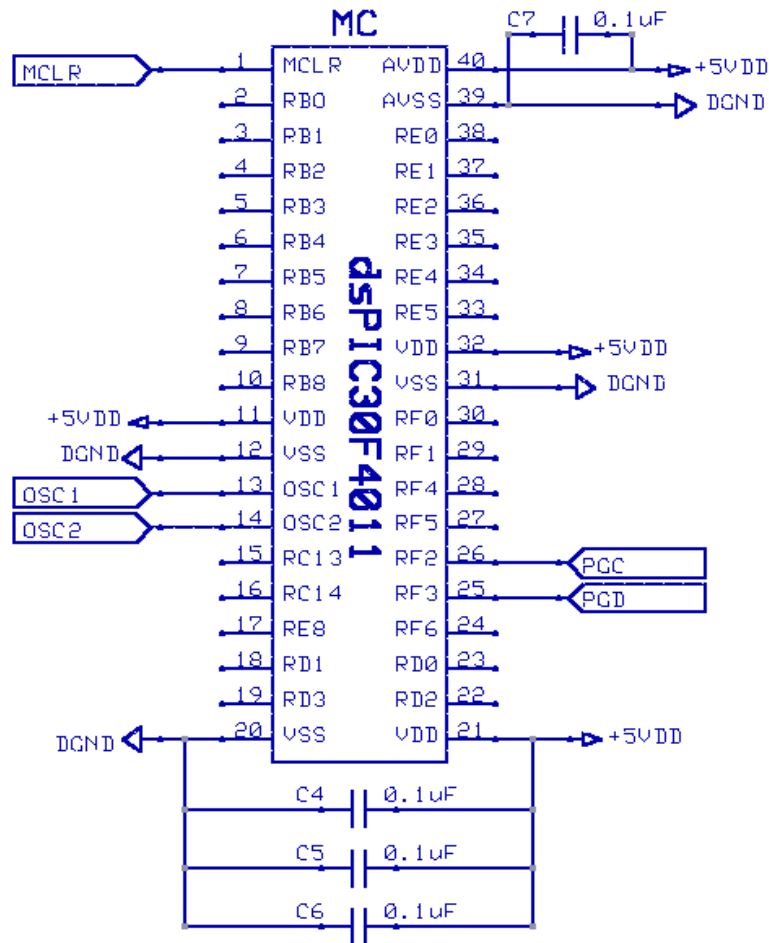 MC
C7 0.1uF
MCLR 1 MCLR AVDD 40 +5VDD
2 RB0 AVSS 39 DGND
3 RB1 RE0 38
4 RB2 RE1 37
5 RB3 RE2 36
6 RB4 RE3 35
7 RB5 RE4 34
8 RB6 RE5 33
9 RB7 VDD 32 +5VDD
10 RB8 VSS 31 DGND
+5VDD 11 VDD RF0 30
DGND 12 VSS RF1 29
OSC1 13 OSC1 RF4 28
OSC2 14 OSC2 RF5 27
15 RC13 RF2 26 PGC
16 RC14 RF3 25 PGD
17 RE8 RF6 24
18 RD1 RD0 23
19 RD3 RD2 22
DGND 20 VSS VDD 21 +5VDD
dsPIC30F4011
C4 0.1uF
C5 0.1uF
C6 0.1uF